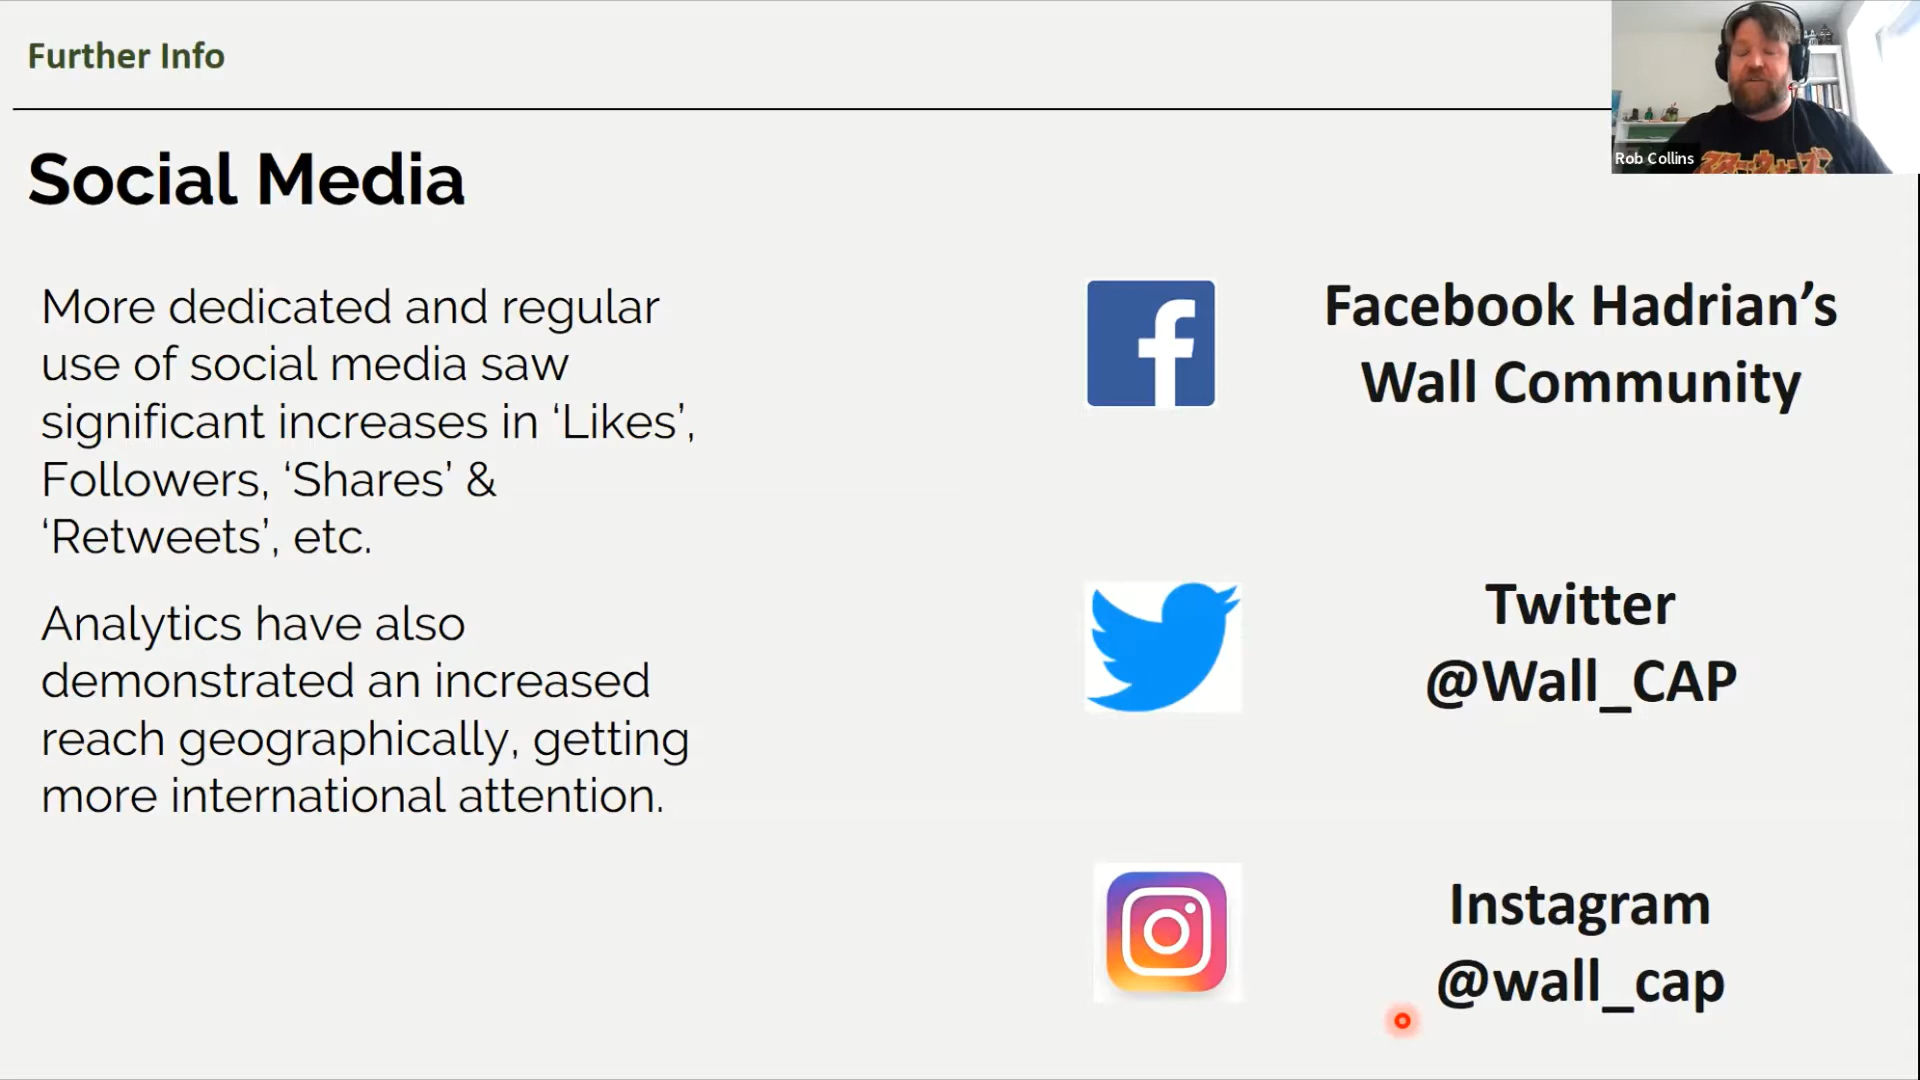 Further Info
Rob Collins
Social Media
More dedicated and regular
use of social media saw
significant increases in ‘Likes’,
Followers, ‘Shares’ &
‘Retweets’, etc.
Analytics have also
demonstrated an increased
reach geographically, getting
more international attention.
Facebook Hadrian’s
Wall Community
Twitter
@Wall_CAP
Instagram
@wall_cap